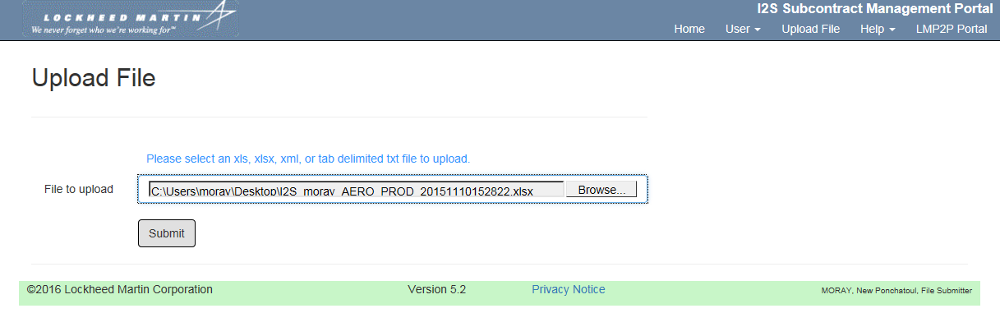 LOCKHEED MARTIN
We never forget who we're working for™
I2S Subcontract Management Portal
Home User Upload File Help LMP2P Portal
Upload File
Please select an xls, xlsx, xml, or tab delimited txt file to upload.
File to upload C:\Users\moray\Desktop\I2S_moray_AERO_PROD_20151110152822.xlsx Browse...
Submit
©2016 Lockheed Martin Corporation Version 5.2 Privacy Notice MORAY, New Ponchatoul, File Submitter